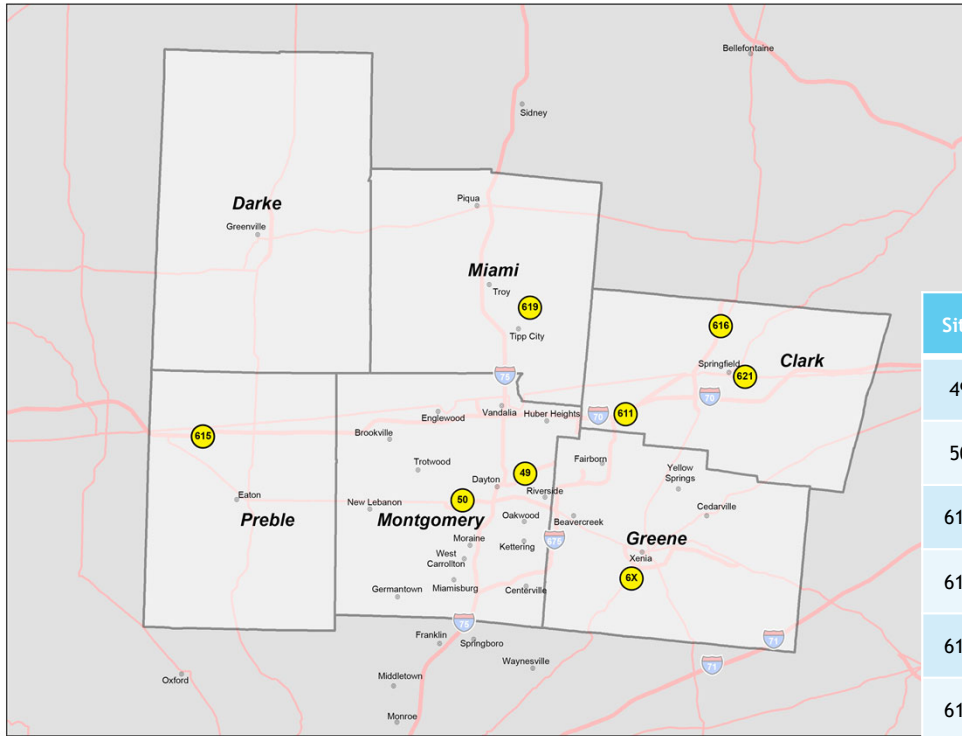 Bellefontaine
Sidney
Darke
Greenville
Piqua
Miami
Troy
619
Tipp City
616
Springfield
Clark
621
75
70
70
611
Englewood
Vandalia
Huber Heights
615
Brookville
Trotwood
49
Fairborn
Yellow
Springs
Dayton
Riverside
Eaton
New Lebanon
50
Preble
Montgomery
Oakwood
Beavercreek
Cedarville
Moraine
Kettering
675
Greene
West
Carrollton
Xenia
6X
Germantown
Miamisburg
Centerville
75
71
Franklin
Springboro
Waynesville
71
Oxford
Middletown
Monroe
Sit
49
50
61
61
61
61